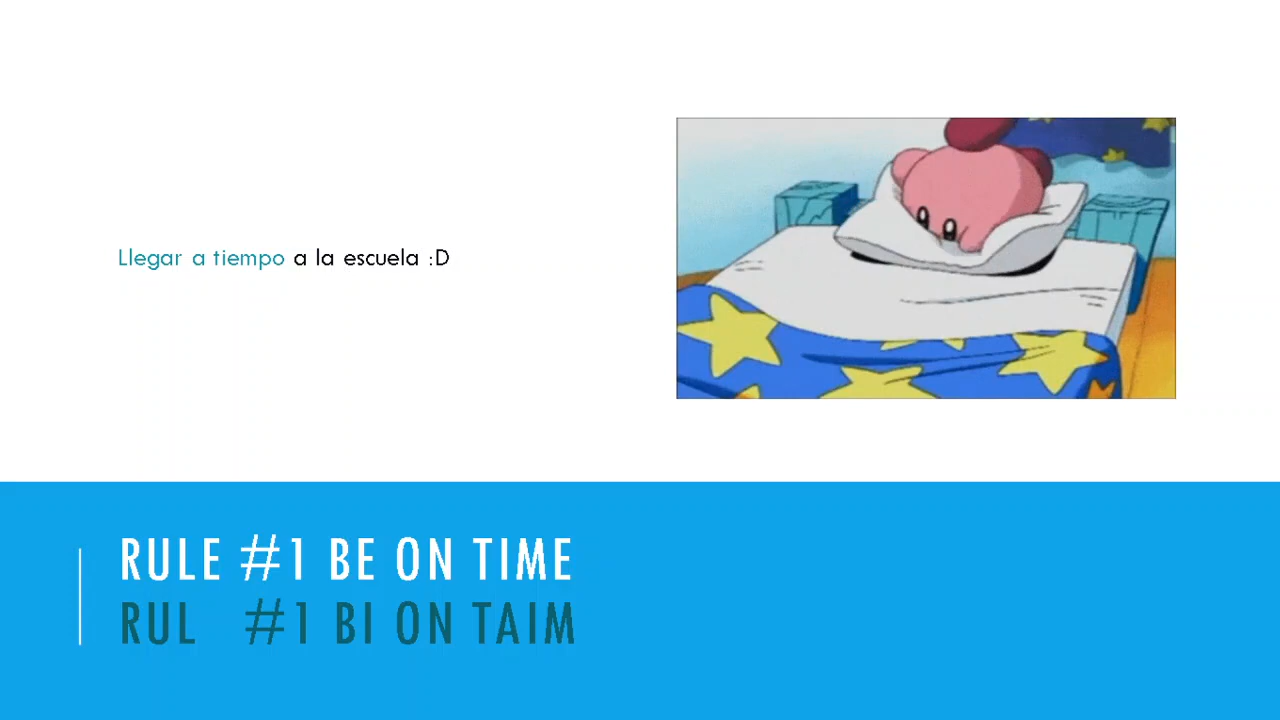 Llegar a tiempo a la escuela :D
RULE #1 BE ON TIME
RUL #1 BI ON TAIM